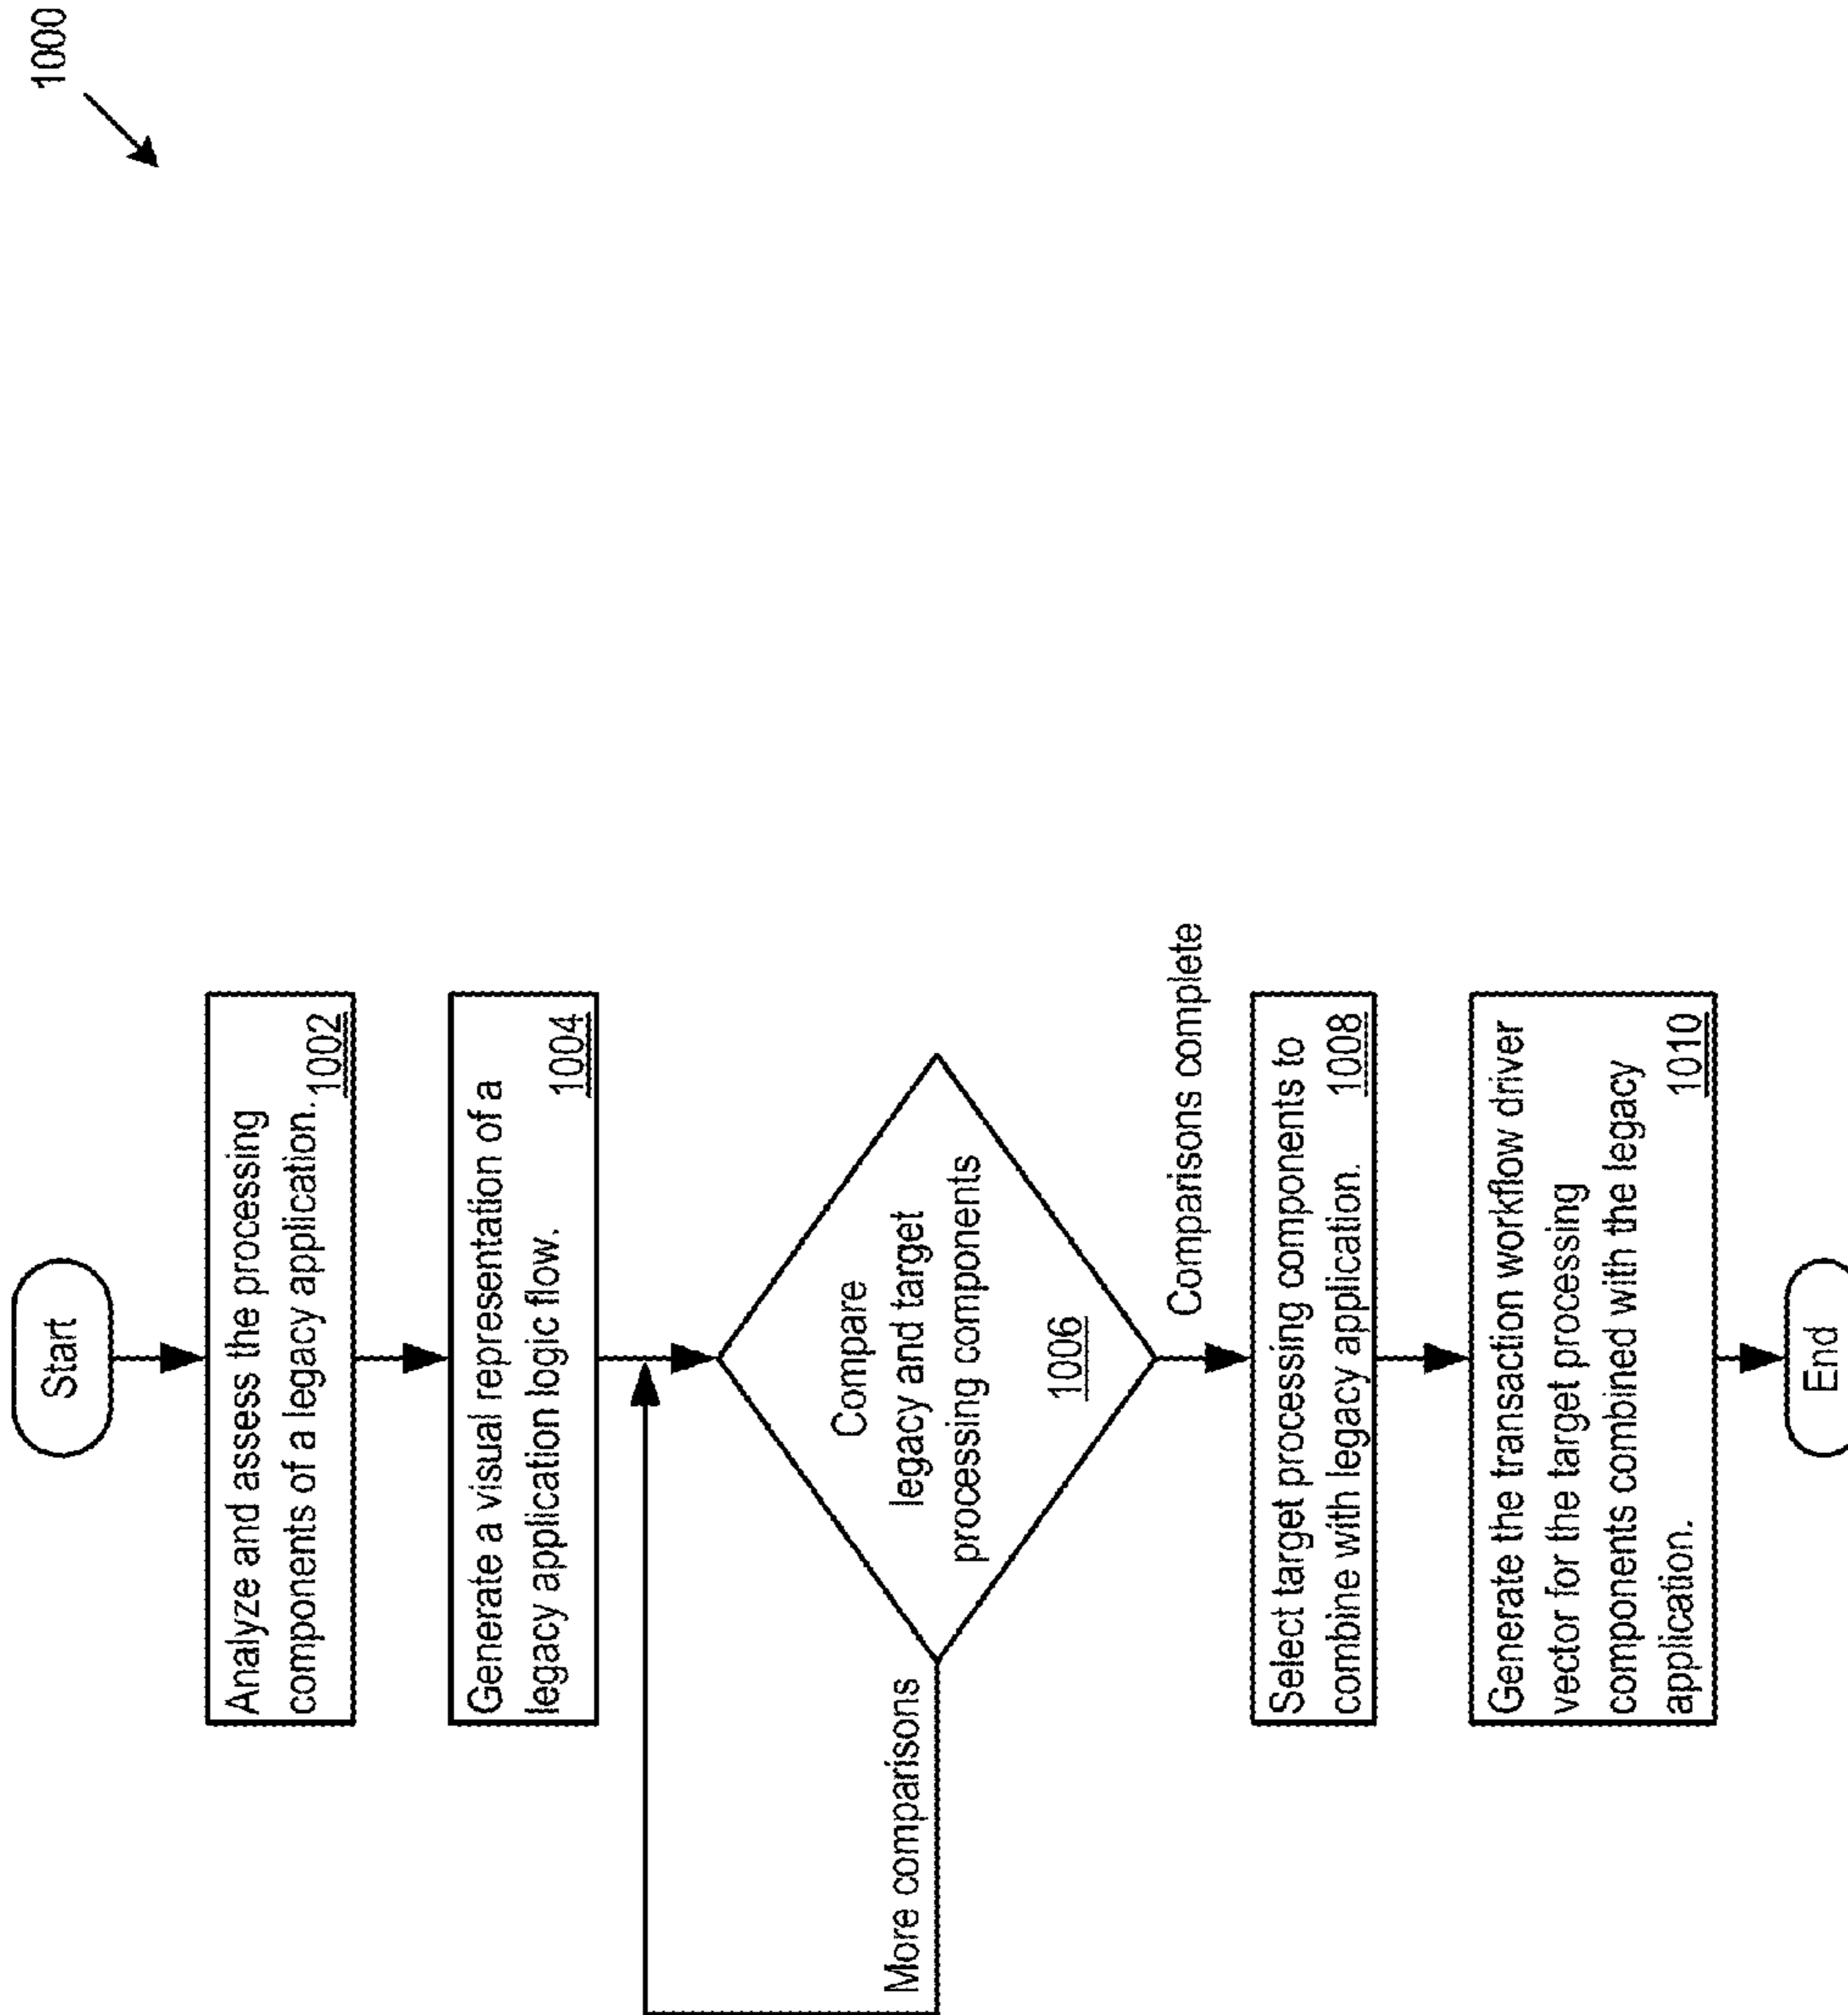 1000
Start
Analyze and assess the processing
components of a legacy application. 1002
Generate a visual representation of a
legacy application logic flow. 1004
Compare
legacy and target
processing components
1006
More comparisons
Comparisons complete
Select target processing components to
combine with legacy application. 1008
Generate the transaction workflow driver
vector for the target processing
components combined with the legacy
application. 1010
End